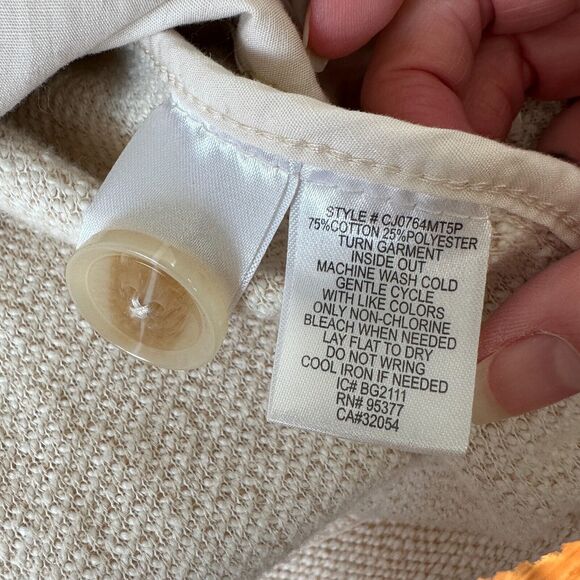 STYLE # CJ0764MT5P
75%COTTON 25%POLYESTER
TURN GARMENT
INSIDE OUT
MACHINE WASH COLD
GENTLE CYCLE
WITH LIKE COLORS
ONLY NON-CHLORINE
BLEACH WHEN NEEDED
LAY FLAT TO DRY
DO NOT WRING
COOL IRON IF NEEDED
IC# BG2111
RN# 95377
CA#32054